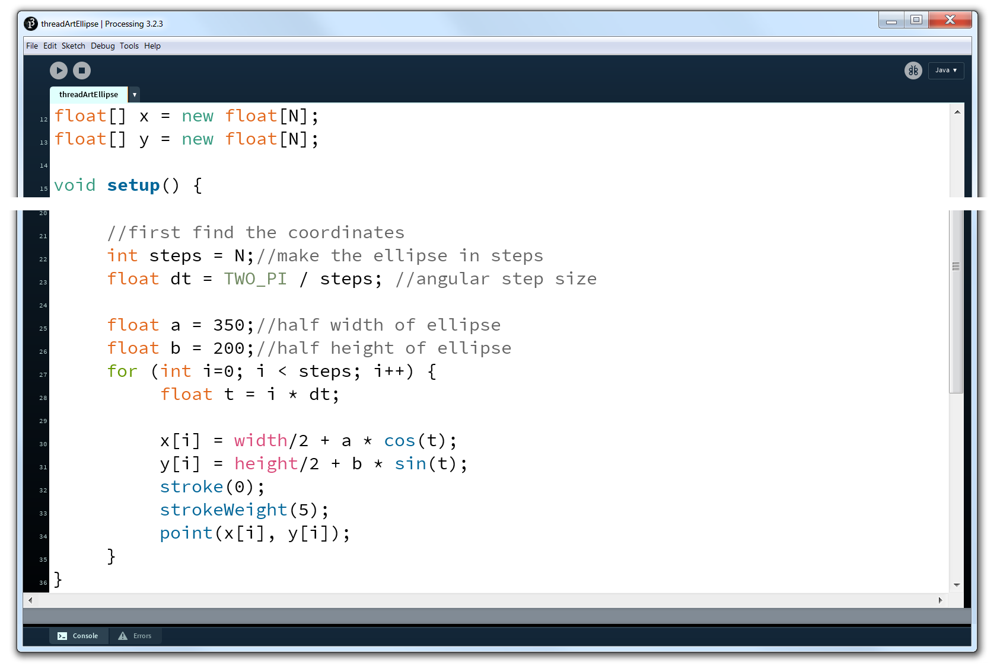 threadArtEllipse | Processing 3.2.3
File Edit Sketch Debug Tools Help
Java ▾
threadArtEllipse ▾
12 float[] x = new float[N];
13 float[] y = new float[N];
14
15 void setup() {
20
21 //first find the coordinates
22 int steps = N;//make the ellipse in steps
23 float dt = TWO_PI / steps; //angular step size
24
25 float a = 350;//half width of ellipse
26 float b = 200;//half height of ellipse
27 for (int i=0; i < steps; i++) {
28 float t = i * dt;
29
30 x[i] = width/2 + a * cos(t);
31 y[i] = height/2 + b * sin(t);
32 stroke(0);
33 strokeWeight(5);
34 point(x[i], y[i]);
35 }
36 }
Console Errors